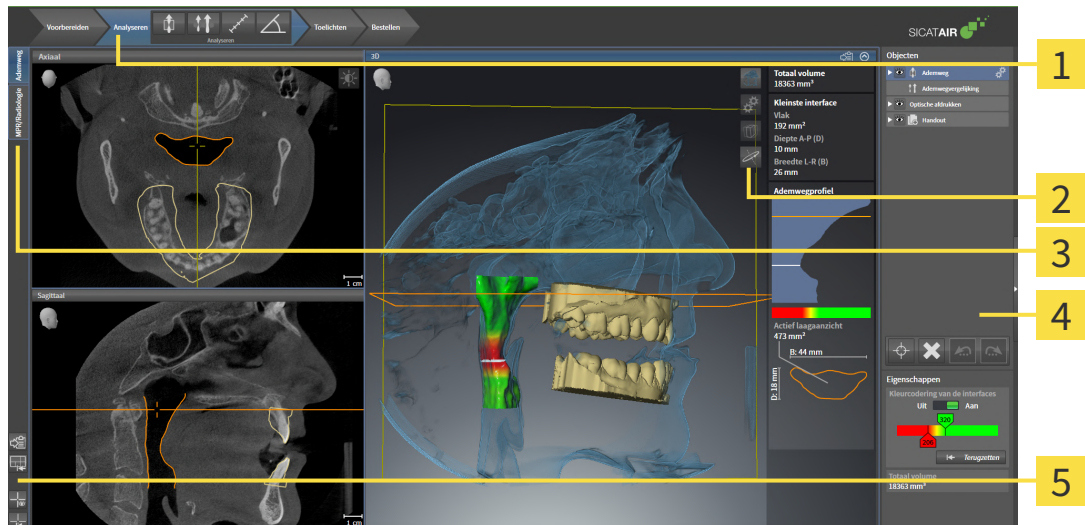 Voorbereiden
Analyseren
Analyseren
Toelichten
Bestellen
SICATAIR
Ademweg
MPR/Radiologie
Axiaal
1 cm
Sagittaal
1 cm
3D
Totaal volume
18363 mm³
Kleinste interface
Vlak
192 mm²
Diepte A-P (D)
10 mm
Breedte L-R (B)
26 mm
Ademwegprofiel
Actief laagaanzicht
473 mm²
B: 44 mm
D: 18 mm
Objecten
Ademweg
Ademwegvergelijking
Optische afdrukken
Handout
Eigenschappen
Kleurcodering van de interfaces
Uit
Aan
320
200
Terugzetten
Totaal volume
18363 mm³
1
2
3
4
5